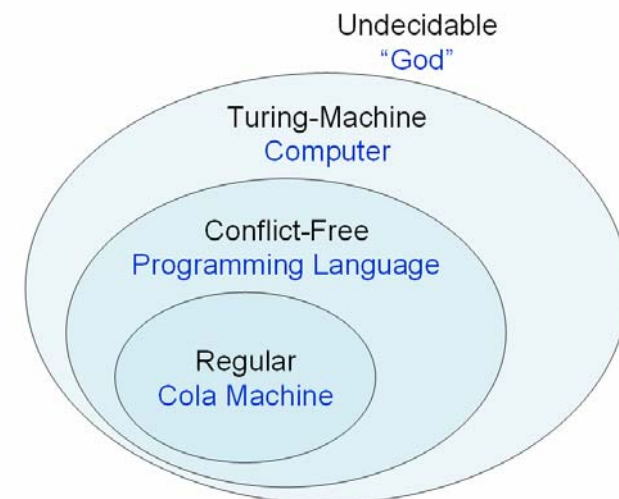 Undecidable
“God”
Turing-Machine
Computer
Conflict-Free
Programming Language
Regular
Cola Machine